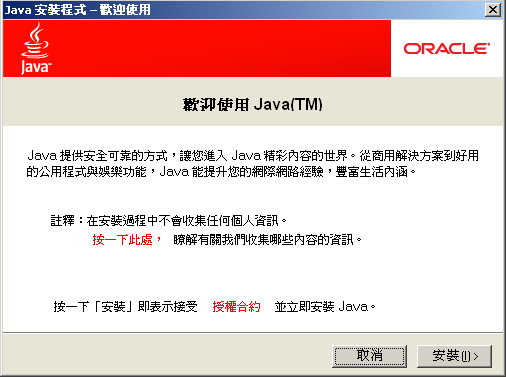 Java 安裝程式 – 歡迎使用
Java™
ORACLE®
歡迎使用 Java(TM)
Java 提供安全可靠的方式，讓您進入 Java 精彩內容的世界。從商用解決方案到好用
的公用程式與娛樂功能，Java 能提升您的網際網路經驗，豐富生活內涵。
註釋：在安裝過程中不會收集任何個人資訊。
按一下此處， 瞭解有關我們收集哪些內容的資訊。
按一下「安裝」即表示接受 授權合約 並立即安裝 Java。
取消 安裝(I)>